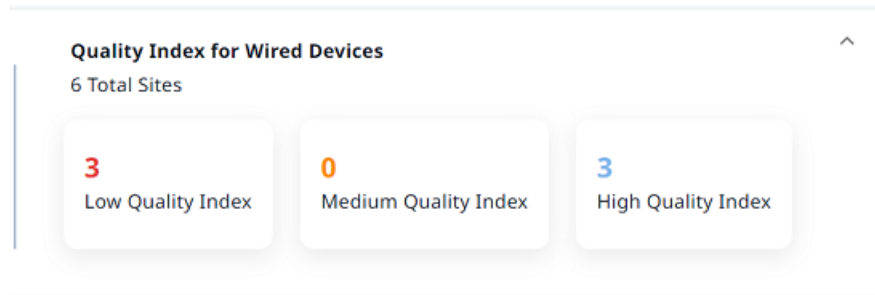 Quality Index for Wired Devices
6 Total Sites
3
Low Quality Index
0
Medium Quality Index
3
High Quality Index